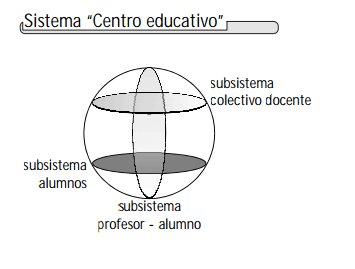 Sistema “Centro educativo”
subsistema
colectivo docente
subsistema
alumnos
subsistema
profesor - alumno